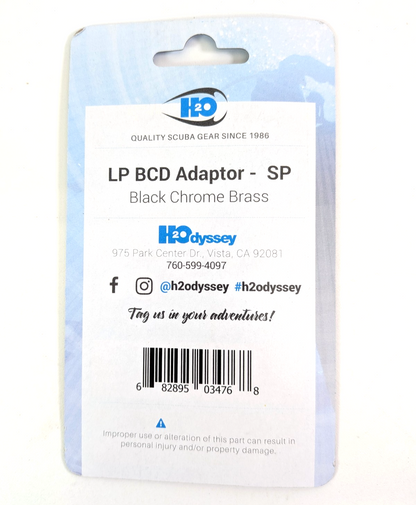 H2O
QUALITY SCUBA GEAR SINCE 1986
LP BCD Adaptor - SP
Black Chrome Brass
H2Odyssey
975 Park Center Dr., Vista, CA 92081
760-599-4097
@h2odyssey #h2odyssey
Tag us in your adventures!
6 82895 03476 8
Improper use or alteration of this part can result in
personal injury and/or property damage.